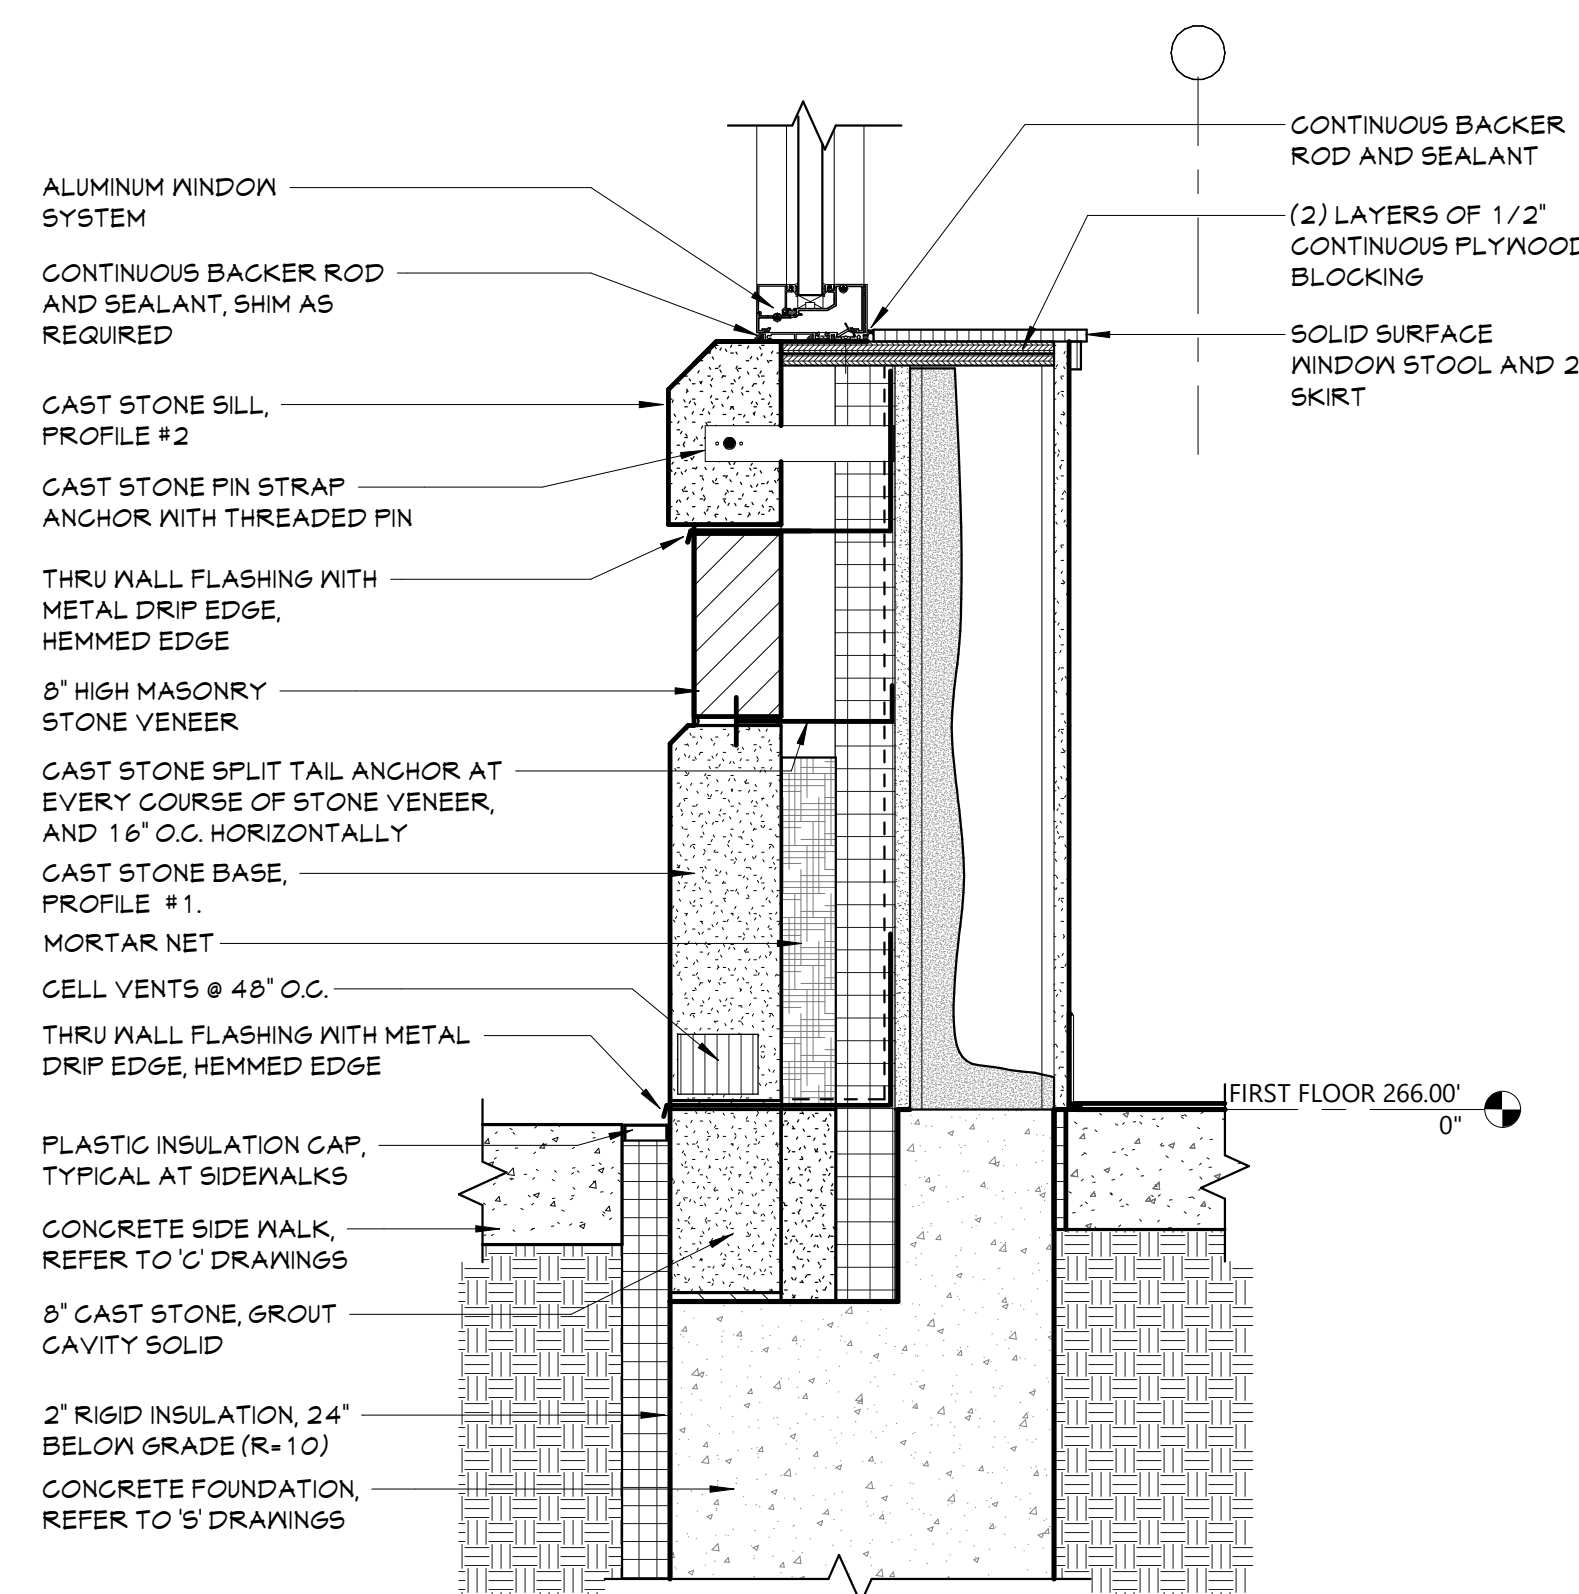 ALUMINUM WINDOW
SYSTEM
CONTINUOUS BACKER ROD
AND SEALANT, SHIM AS
REQUIRED
CAST STONE SILL,
PROFILE #2
CAST STONE PIN STRAP
ANCHOR WITH THREADED PIN
THRU WALL FLASHING WITH
METAL DRIP EDGE,
HEMMED EDGE
8" HIGH MASONRY
STONE VENEER
CAST STONE SPLIT TAIL ANCHOR AT
EVERY COURSE OF STONE VENEER,
AND 16" O.C. HORIZONTALLY
CAST STONE BASE,
PROFILE #1.
MORTAR NET
CELL VENTS @ 48" O.C.
THRU WALL FLASHING WITH METAL
DRIP EDGE, HEMMED EDGE
PLASTIC INSULATION CAP,
TYPICAL AT SIDEWALKS
CONCRETE SIDE WALK,
REFER TO 'C' DRAWINGS
8" CAST STONE, GROUT
CAVITY SOLID
2" RIGID INSULATION, 24"
BELOW GRADE (R=10)
CONCRETE FOUNDATION,
REFER TO 'S' DRAWINGS
CONTINUOUS BACKER
ROD AND SEALANT
(2) LAYERS OF 1/2"
CONTINUOUS PLYWOOD
BLOCKING
SOLID SURFACE
WINDOW STOOL AND 2
SKIRT
FIRST FLOOR 266.00'
0"